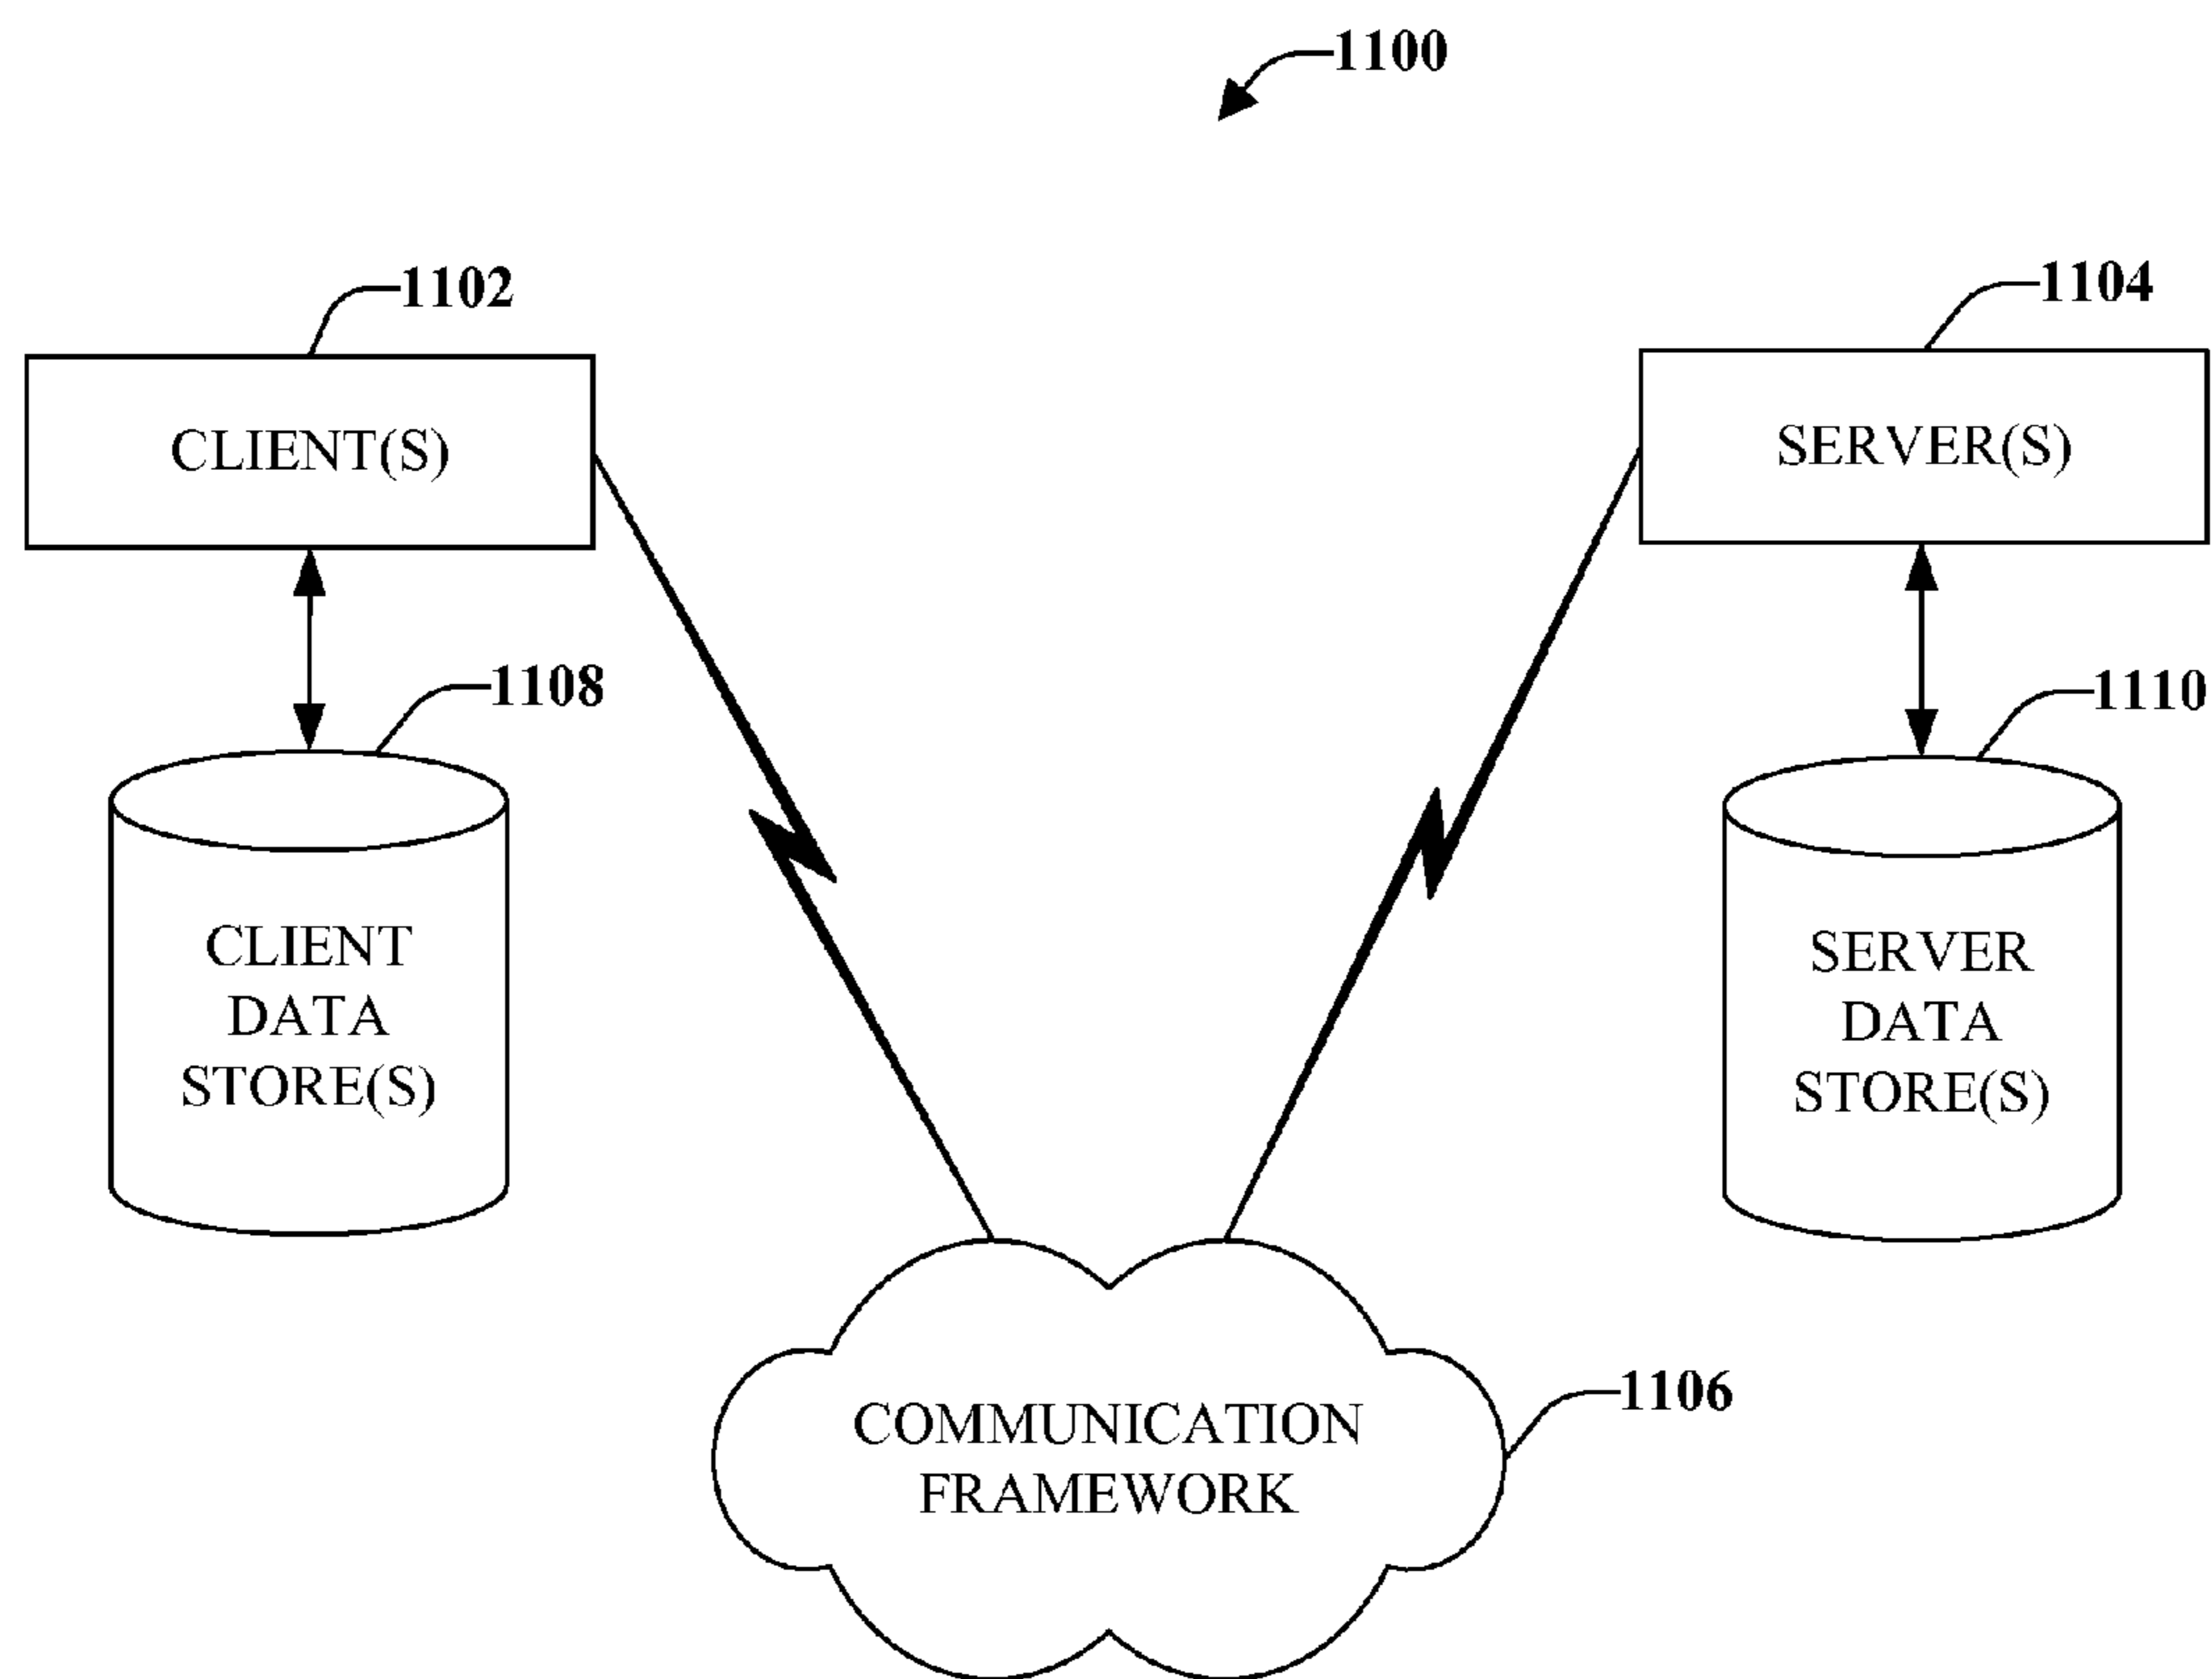 1100
1102
1104
CLIENT(S)
SERVER(S)
1108
1110
CLIENT
DATA
STORE(S)
SERVER
DATA
STORE(S)
1106
COMMUNICATION
FRAMEWORK